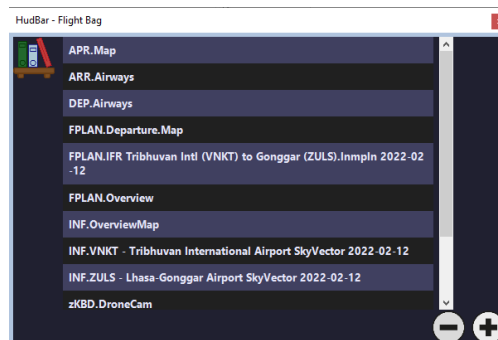 HudBar - Flight Bag
APR.Map
ARR.Airways
DEP.Airways
FPLAN.Departure.Map
FPLAN.IFR Tribhuvan Intl (VNKT) to Gonggar (ZULS).lnmpln 2022-02
-12
FPLAN.Overview
INF.OverviewMap
INF.VNKT - Tribhuvan International Airport SkyVector 2022-02-12
INF.ZULS - Lhasa-Gonggar Airport SkyVector 2022-02-12
zKBD.DroneCam